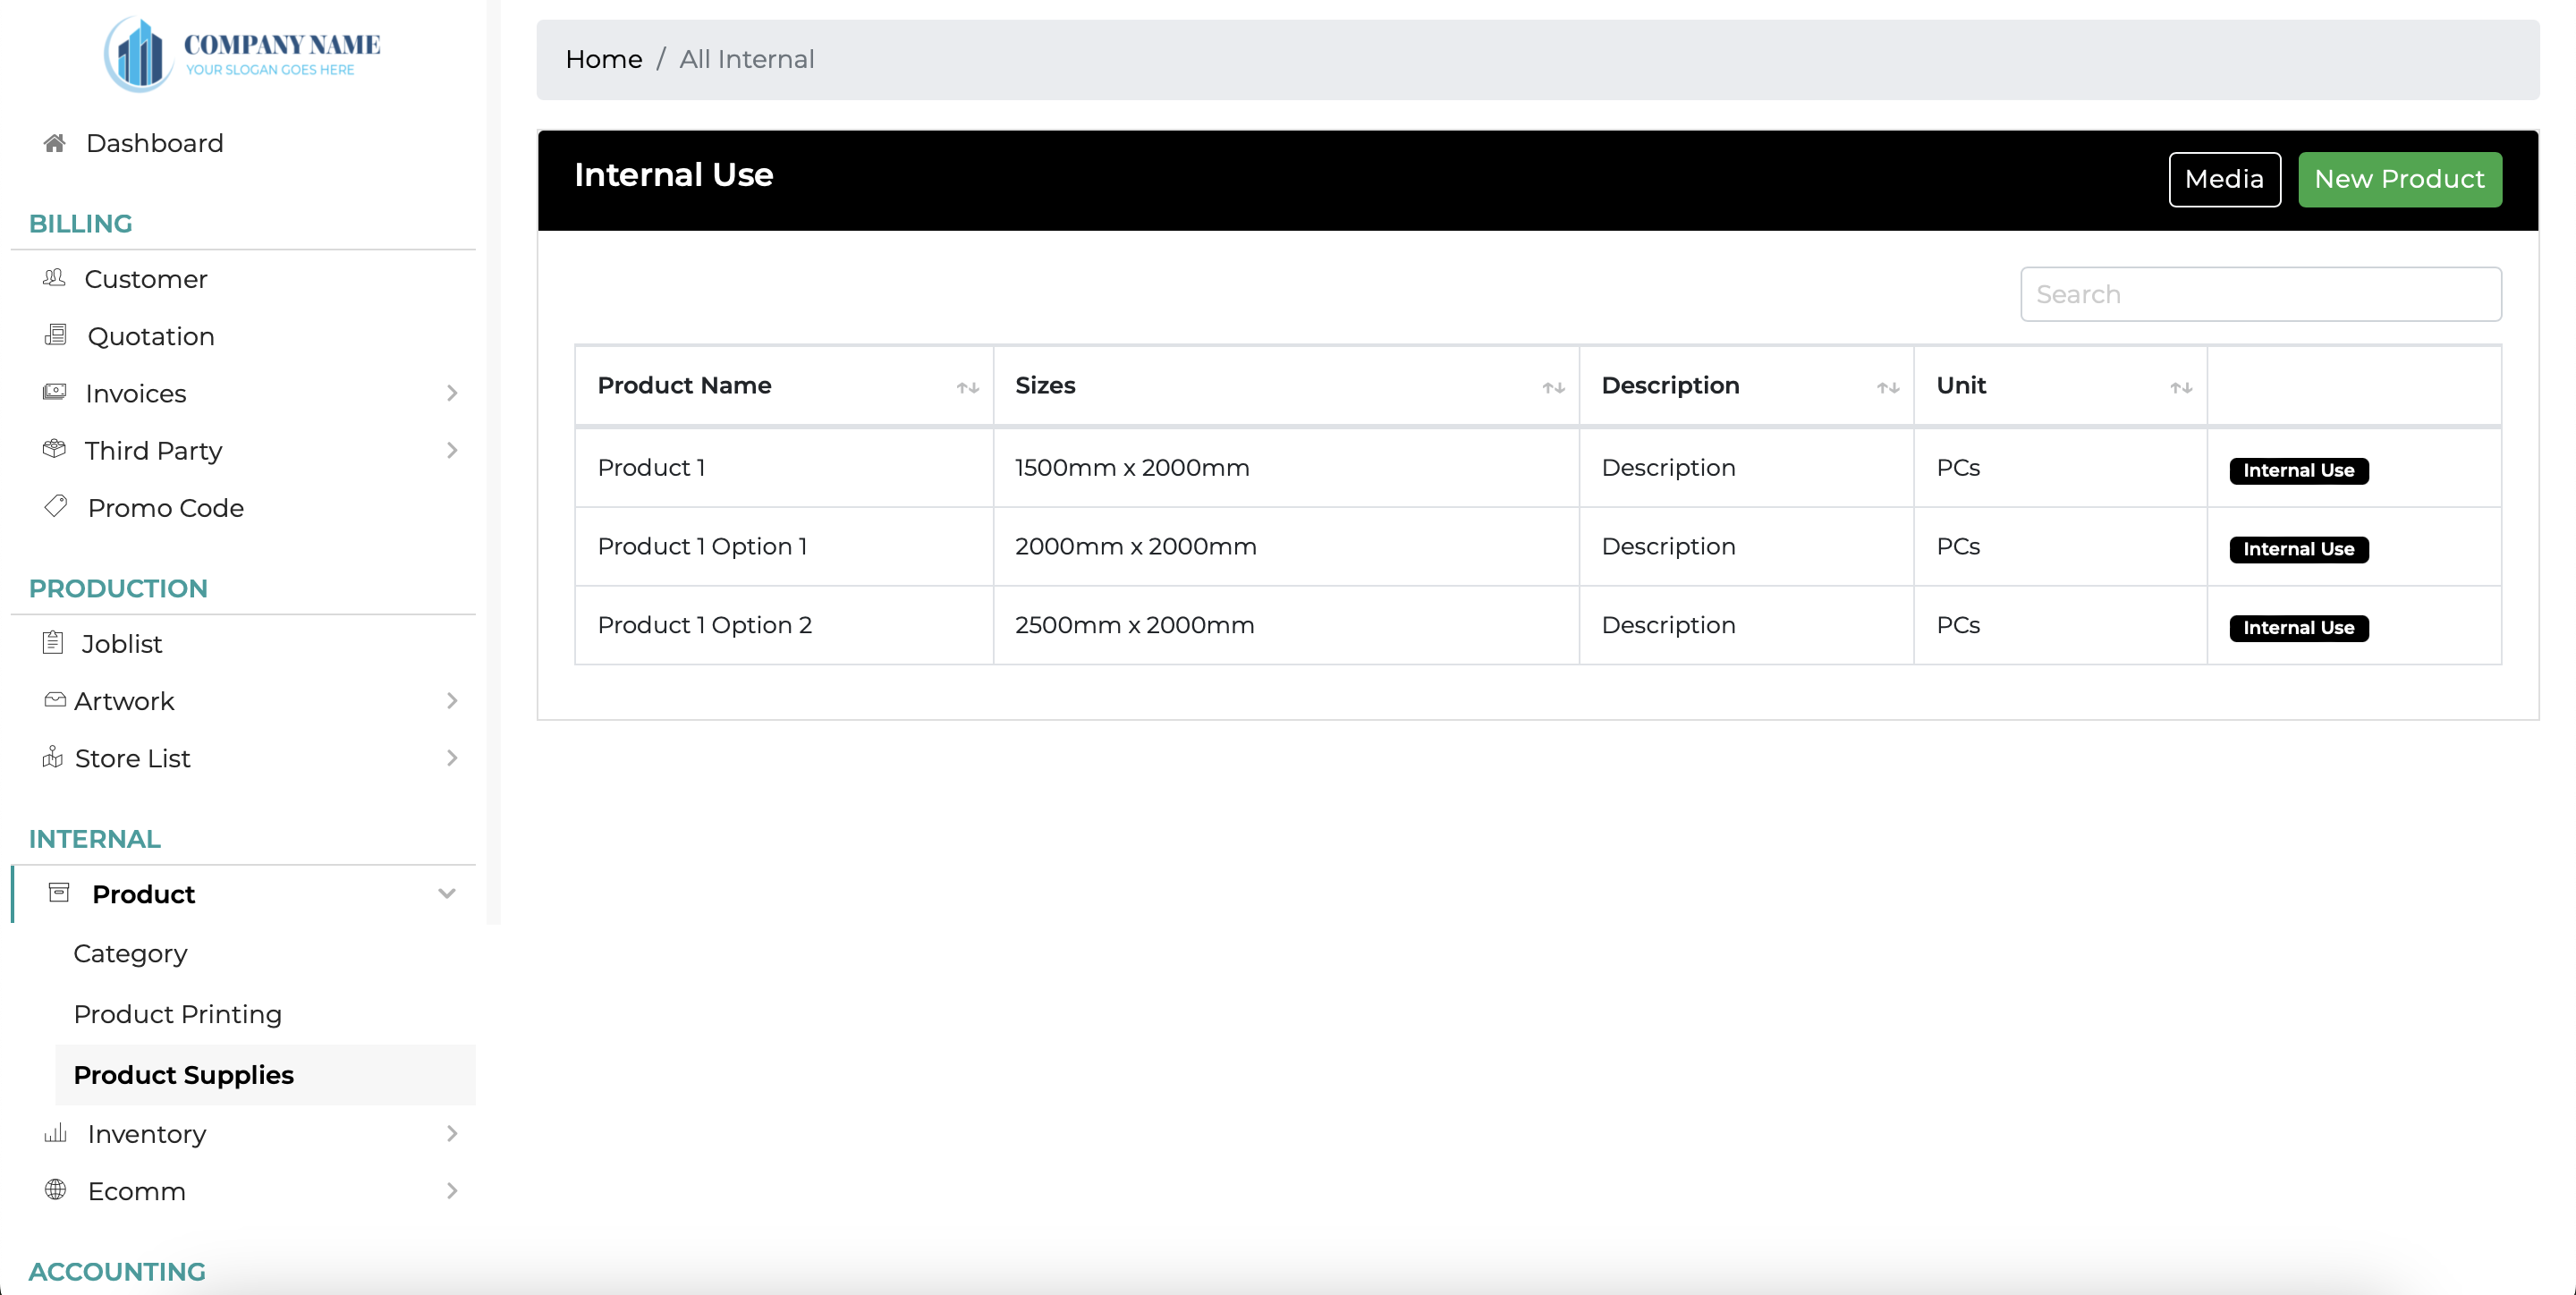 COMPANY NAME
YOUR SLOGAN GOES HERE
Dashboard
BILLING
Customer
Quotation
Invoices
Third Party
Promo Code
PRODUCTION
Joblist
Artwork
Store List
INTERNAL
Product
Category
Product Printing
Product Supplies
Inventory
Ecomm
ACCOUNTING
Home / All Internal
Internal Use
Media
New Product
Search
Product Name Sizes Description Unit
Product 1 1500mm x 2000mm Description PCs Internal Use
Product 1 Option 1 2000mm x 2000mm Description PCs Internal Use
Product 1 Option 2 2500mm x 2000mm Description PCs Internal Use